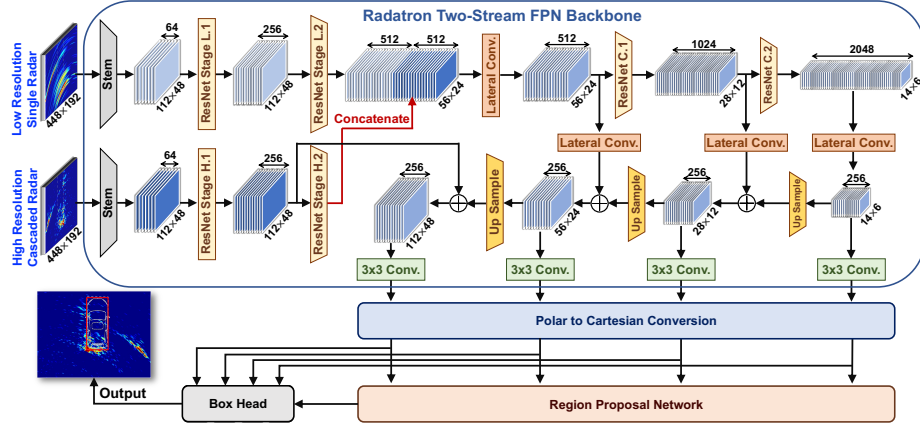 Radatron Two-Stream FPN Backbone
Low Resolution
Single Radar
448×192
Stem
64
112×48
ResNet Stage L.1
256
112×48
ResNet Stage L.2
512
512
56×24
Concatenate
Lateral Conv.
512
56×24
ResNet C.1
1024
28×12
ResNet C.2
2048
14×6
Lateral Conv.
Lateral Conv.
Lateral Conv.
High Resolution
Cascaded Radar
448×192
Stem
64
112×48
ResNet Stage H.1
256
112×48
ResNet Stage H.2
256
112×48
Up Sample
256
56×24
Up Sample
256
28×12
Up Sample
256
14×6
3x3 Conv.
3x3 Conv.
3x3 Conv.
3x3 Conv.
Polar to Cartesian Conversion
Output
Box Head
Region Proposal Network